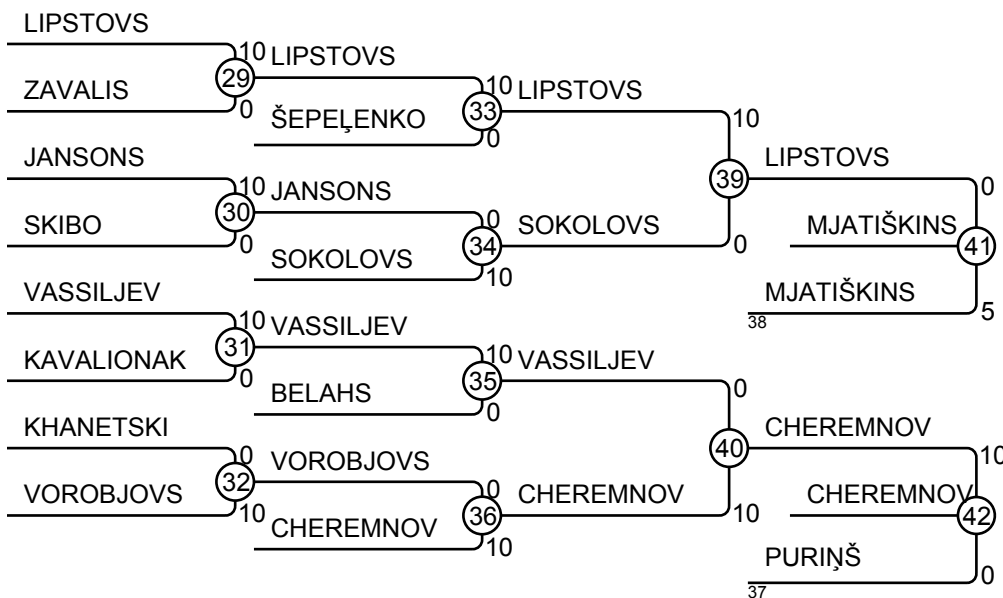 LIPSTOVS
10
29
LIPSTOVS
ZAVALIS
0
10
33
LIPSTOVS
ŠEPEĻENKO
0
10
JANSONS
10
30
JANSONS
SKIBO
0
0
34
SOKOLOVS
SOKOLOVS
10
39
0
LIPSTOVS
0
MJATIŠKINS
41
MJATIŠKINS
38
5
VASSILJEV
10
31
VASSILJEV
KAVALIONAK
0
10
35
VASSILJEV
BELAHS
0
0
KHANETSKI
0
32
VOROBJOVS
VOROBJOVS
10
0
36
CHEREMNOV
CHEREMNOV
10
40
10
CHEREMNOV
10
CHEREMNOV
42
PURIŅŠ
37
0